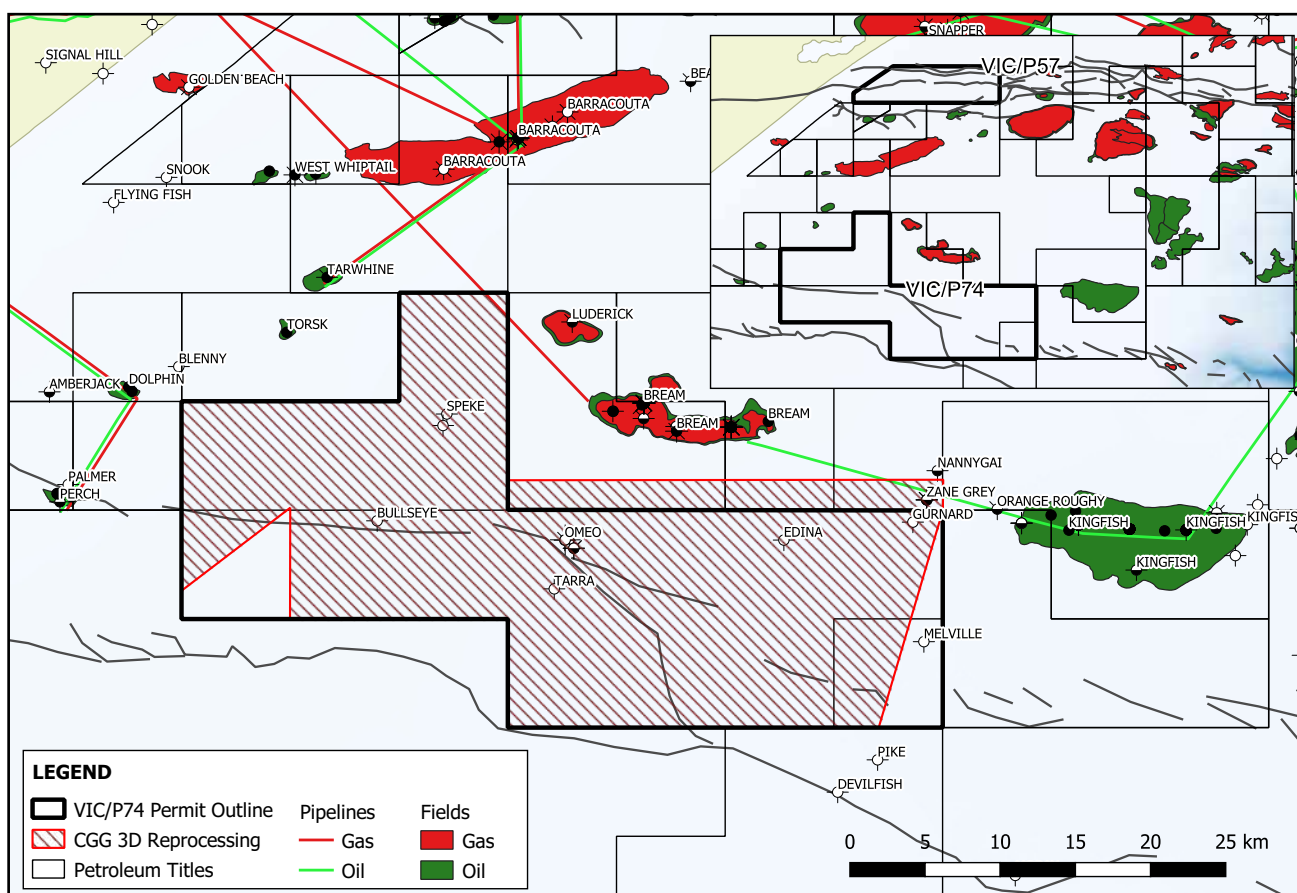 SNAPPER
SIGNAL HILL
VIC/P57
GOLDEN BEACH
BEA
BARRACOUTA
BARRACOUTA
BARRACOUTA
SNOOK
WEST WHIPTAIL
FLYING FISH
TARWHINE
VIC/P74
TORSK
LUDERICK
BLENNY
AMBERJACK
DOLPHIN
SPEKE
BREAM
BREAM
BREAM
NANNYGAI
PALMER
PERCH
ZANE GREY
ORANGE ROUGHY
BULLSEYE
GURNARD
KINGFISH
KINGFISH
KINGFIS
OMEO
EDINA
KINGFISH
TARRA
MELVILLE
PIKE
DEVILFISH
LEGEND
VIC/P74 Permit Outline
CGG 3D Reprocessing
Petroleum Titles
Pipelines
Gas
Oil
Fields
Gas
Oil
0 5 10 15 20 25 km